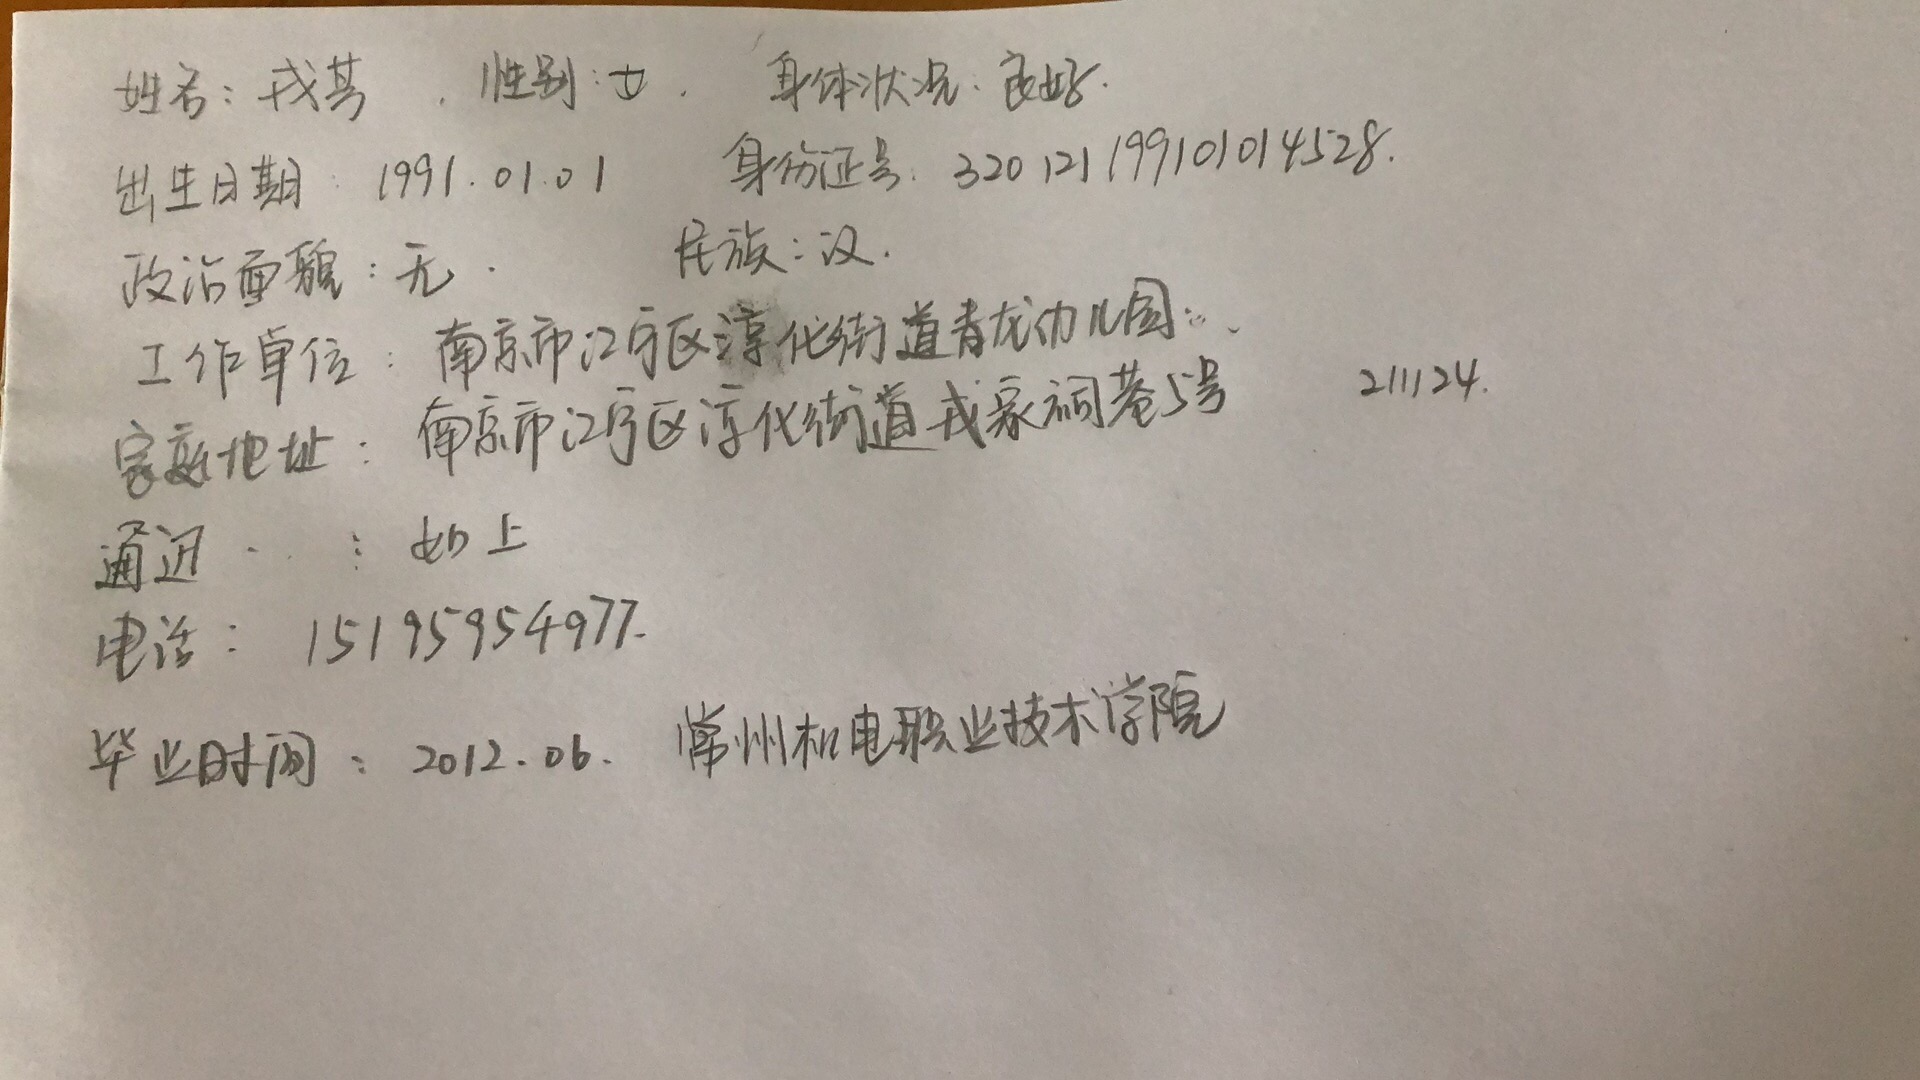 姓名：戎某 . 性别：女 . 身体状况：良好.
出生日期：1991.01.01 身份证号：320121199101014528.
政治面貌：无 . 民族：汉.
工作单位：南京市江宁区淳化街道青龙幼儿园..
家庭地址：南京市江宁区淳化街道戎家祠巷5号 211124.
通迅 . . ：如上
电话：15195954977.
毕业时间：2012.06. 常州机电职业技术学院